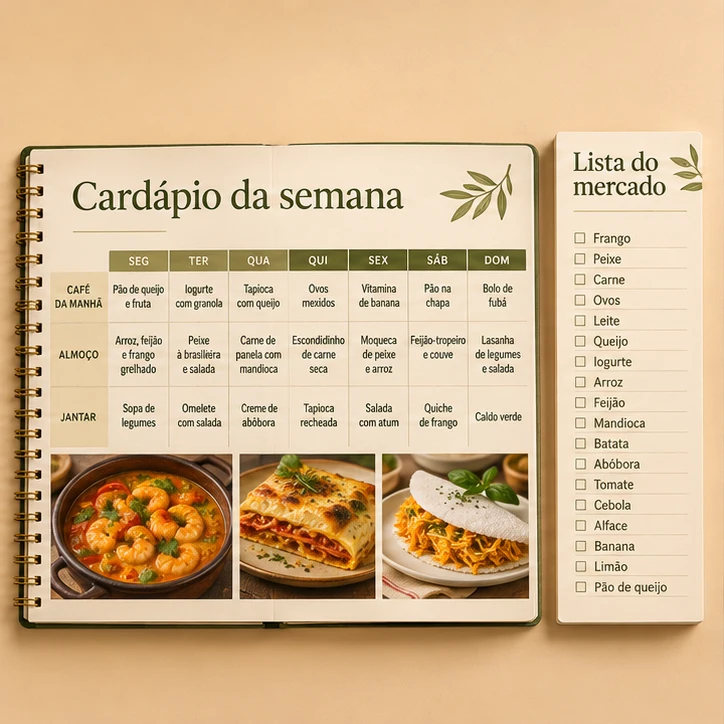 Cardápio da semana
SEG TER QUA QUI SEX SÁB DOM
CAFÉ
DA MANHÃ
Pão de queijo
e fruta
Iogurte
com granola
Tapioca
com queijo
Ovos
mexidos
Vitamina
de banana
Pão na
chapa
Bolo de
fubá
ALMOÇO
Arroz, feijão
e frango
grelhado
Peixe
à brasileira
e salada
Carne de
panela com
mandioca
Escondidinho
de carne
seca
Moqueca
de peixe
e arroz
Feijão-tropeiro
e couve
Lasanha
de legumes
e salada
JANTAR
Sopa de
legumes
Omelete
com salada
Creme de
abóbora
Tapioca
recheada
Salada
com atum
Quiche
de frango
Caldo verde
Lista do
mercado
Frango
Peixe
Carne
Ovos
Leite
Queijo
Iogurte
Arroz
Feijão
Mandioca
Batata
Abóbora
Tomate
Cebola
Alface
Banana
Limão
Pão de queijo